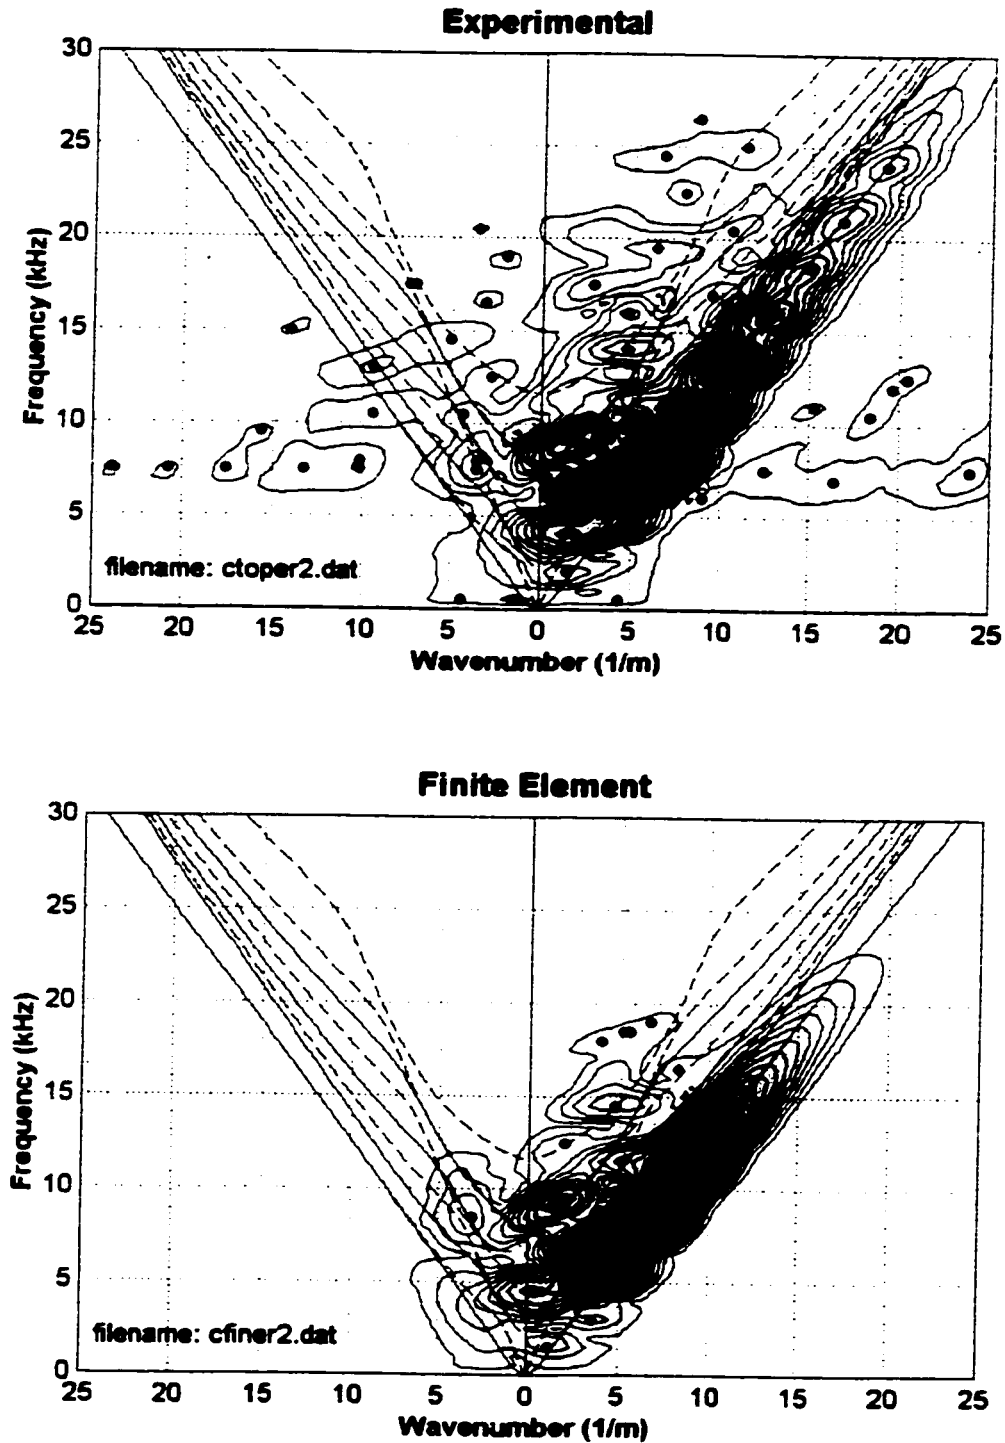 Experimental
30
25
20
15
10
5
0
Frequency (kHz)
filename: ctoper2.dat
25 20 15 10 5 0 5 10 15 20 25
Wavenumber (1/m)
Finite Element
30
25
20
15
10
5
0
Frequency (kHz)
filename: cfiner2.dat
25 20 15 10 5 0 5 10 15 20 25
Wavenumber (1/m)